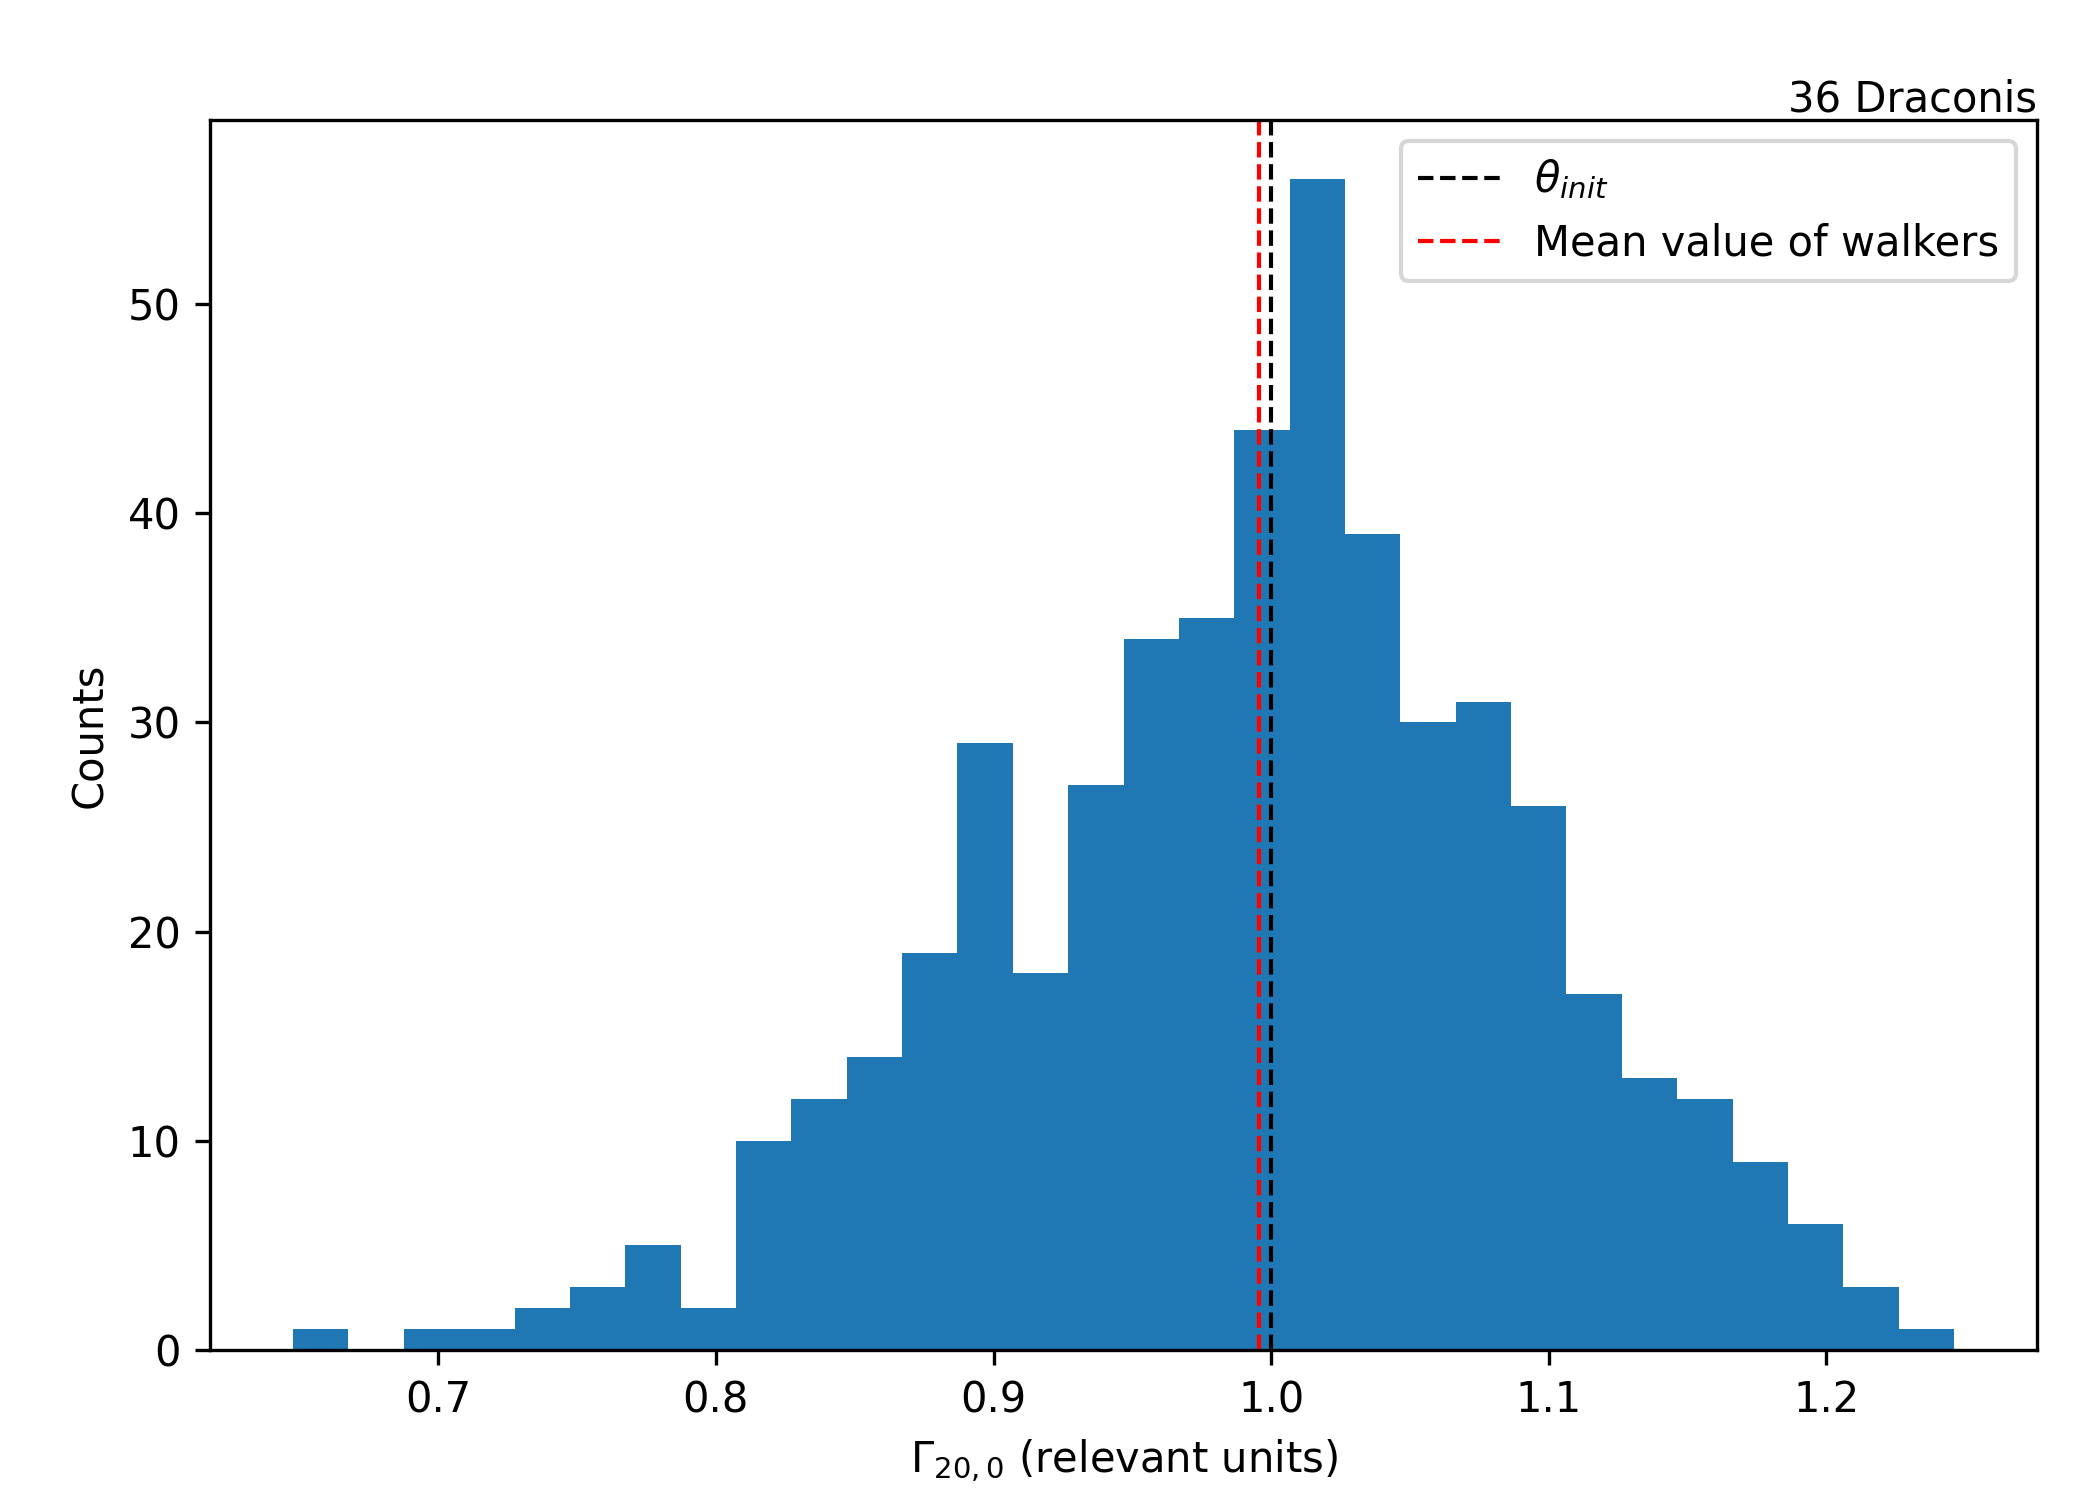 36 Draconis
θinit
Mean value of walkers
50
40
30
20
10
0
Counts
0.7 0.8 0.9 1.0 1.1 1.2
Γ20, 0 (relevant units)